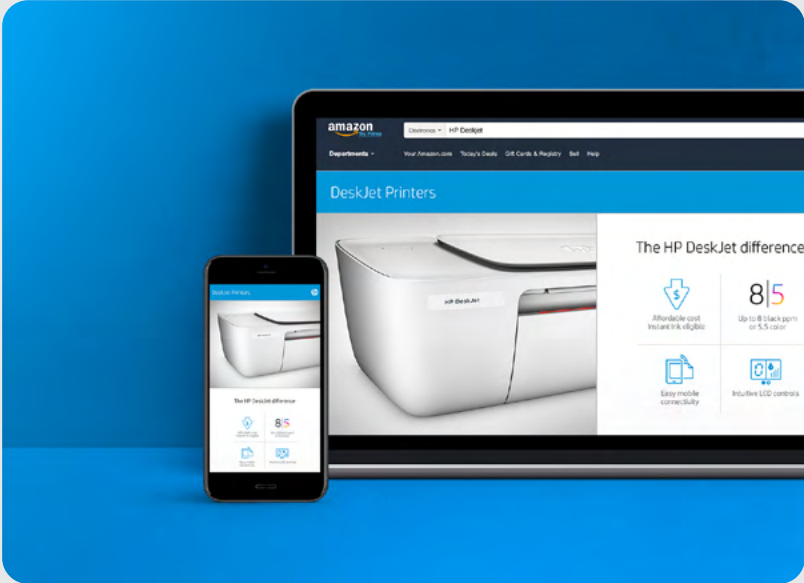 amazon
Electronics HP Deskjet
Departments
Your Amazon.com Today's Deals Gift Cards & Registry Sell Help
DeskJet Printers
HP DeskJet
The HP DeskJet difference
Affordable cost
Instant Ink eligible
8|5
Up to 8 black ppm
or 5.5 color
Easy mobile
connectivity
Intuitive LCD controls
DeskJet Printers
The HP DeskJet difference
8|5